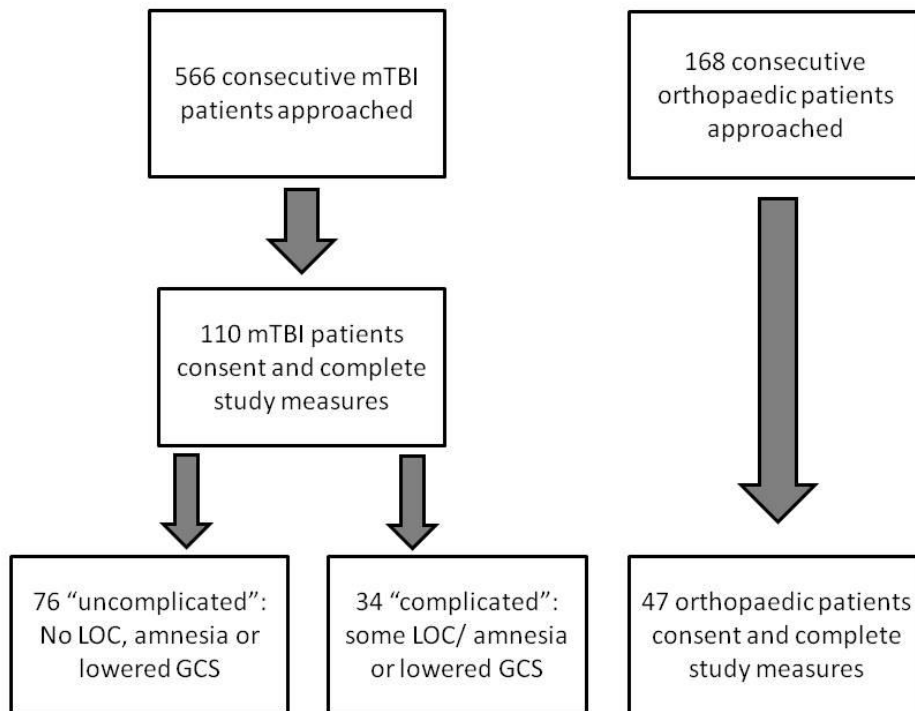 566 consecutive mTBI
patients approached
168 consecutive
orthopaedic patients
approached
110 mTBI patients
consent and complete
study measures
76 “uncomplicated”:
No LOC, amnesia or
lowered GCS
34 “complicated”:
some LOC/ amnesia
or lowered GCS
47 orthopaedic patients
consent and complete
study measures